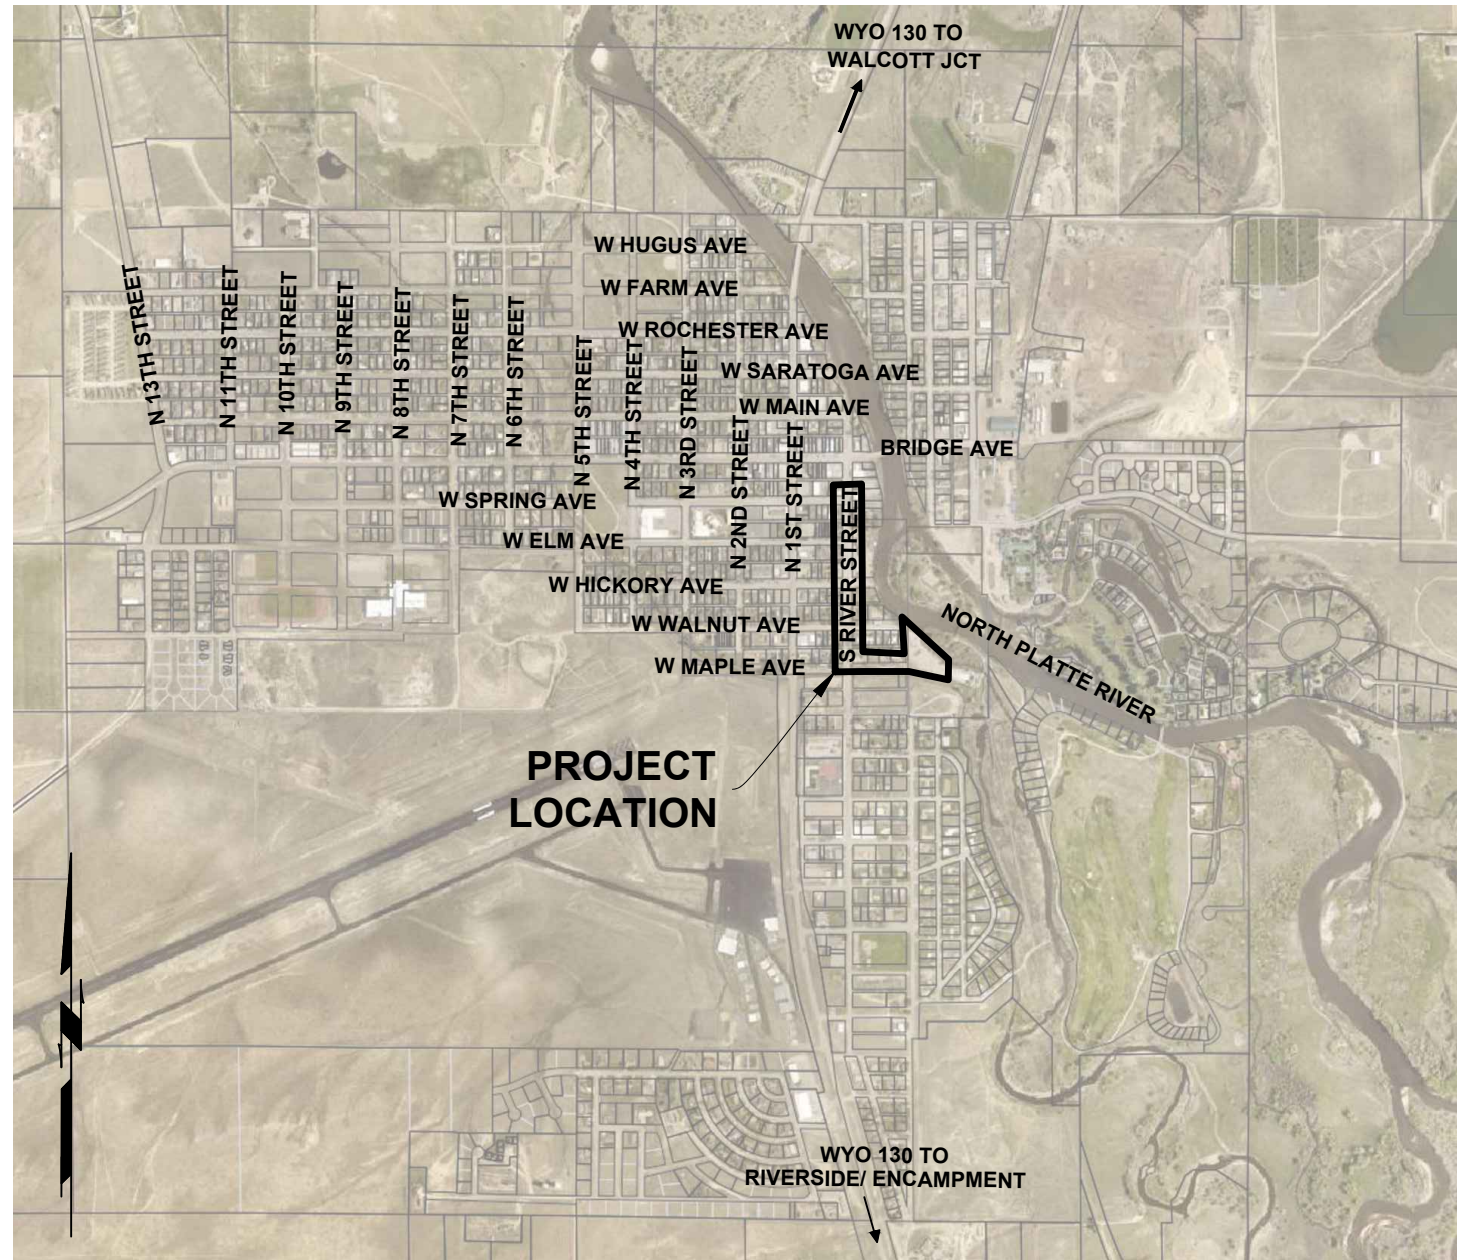 WYO 130 TO
WALCOTT JCT
W HUGUS AVE
W FARM AVE
W ROCHESTER AVE
W SARATOGA AVE
W MAIN AVE
BRIDGE AVE
N 13TH STREET
N 11TH STREET
N 10TH STREET
N 9TH STREET
N 8TH STREET
N 7TH STREET
N 6TH STREET
N 5TH STREET
N 4TH STREET
N 3RD STREET
N 2ND STREET
N 1ST STREET
S RIVER STREET
W SPRING AVE
W ELM AVE
W HICKORY AVE
W WALNUT AVE
W MAPLE AVE
NORTH PLATTE RIVER
PROJECT
LOCATION
WYO 130 TO
RIVERSIDE/ ENCAMPMENT